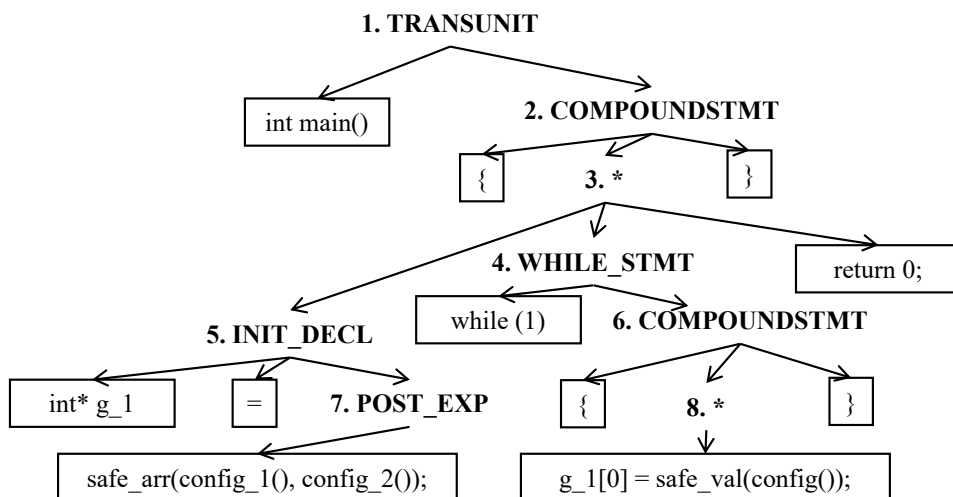 1. TRANSUNIT
int main()
2. COMPOUNDSTMT
{
3. *
}
4. WHILE_STMT
return 0;
while (1)
6. COMPOUNDSTMT
5. INIT_DECL
int* g_1
=
7. POST_EXP
{
8. *
}
safe_arr(config_1(), config_2());
g_1[0] = safe_val(config());